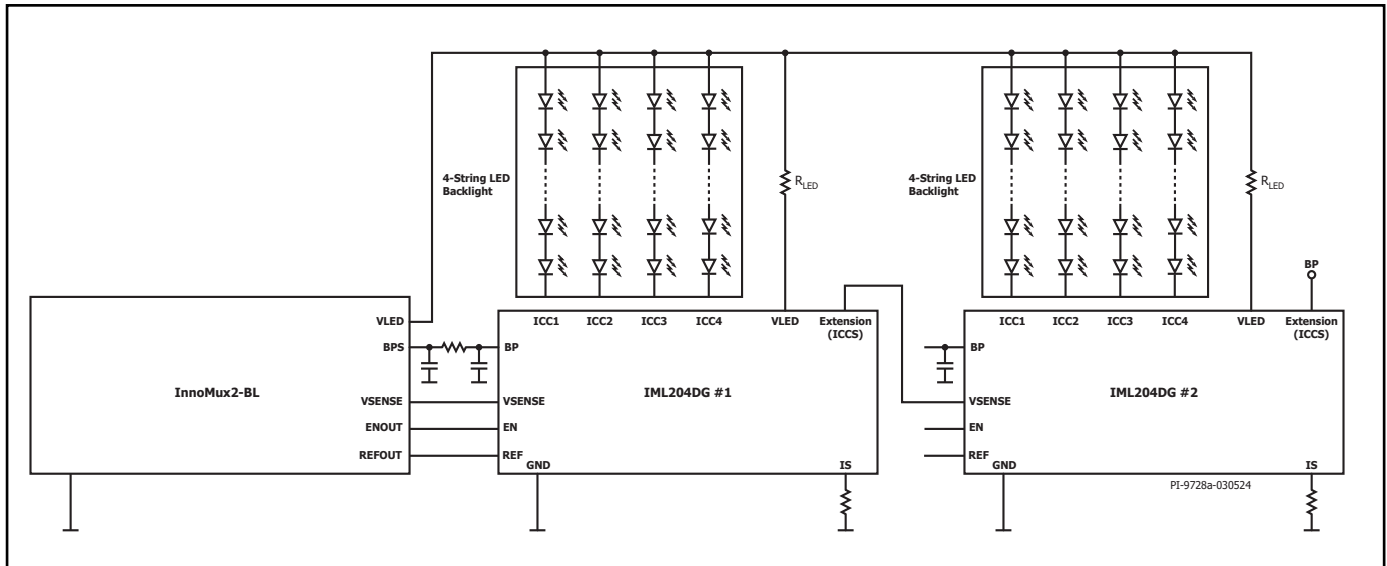 4-String LED
Backlight
RLED
4-String LED
Backlight
RLED
BP
VLED
BPS
VSENSE
ENOUT
REFOUT
InnoMux2-BL
ICC1 ICC2 ICC3 ICC4 VLED Extension
(ICCS)
BP
VSENSE
EN
REF
GND
IS
IML204DG #1
ICC1 ICC2 ICC3 ICC4 VLED Extension
(ICCS)
BP
VSENSE
EN
REF
GND
IS
IML204DG #2
PI-9728a-030524